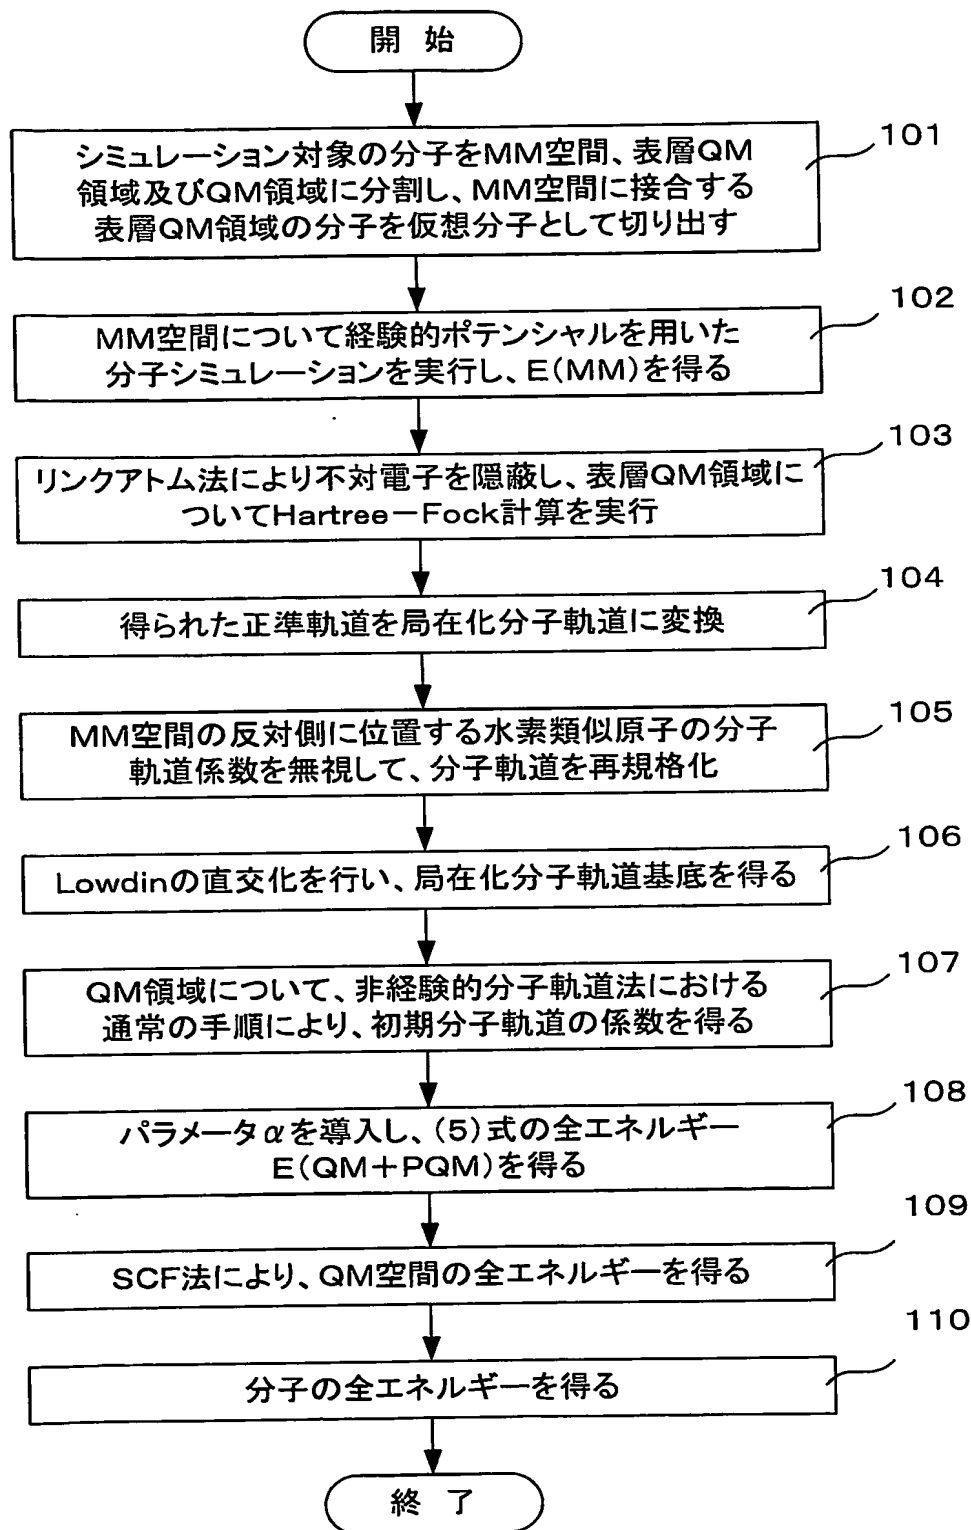 開 始
101
シミュレーション対象の分子をMM空間、表層QM
領域及びQM領域に分割し、MM空間に接合する
表層QM領域の分子を仮想分子として切り出す
102
MM空間について経験的ポテンシャルを用いた
分子シミュレーションを実行し、E(MM)を得る
103
リンクアトム法により不対電子を隠蔽し、表層QM領域に
ついてHartree-Fock計算を実行
104
得られた正準軌道を局在化分子軌道に変換
105
MM空間の反対側に位置する水素類似原子の分子
軌道係数を無視して、分子軌道を再規格化
106
Lowdinの直交化を行い、局在化分子軌道基底を得る
107
QM領域について、非経験的分子軌道法における
通常の手順により、初期分子軌道の係数を得る
108
パラメータαを導入し、(5)式の全エネルギー
E(QM+PQM)を得る
109
SCF法により、QM空間の全エネルギーを得る
110
分子の全エネルギーを得る
終 了